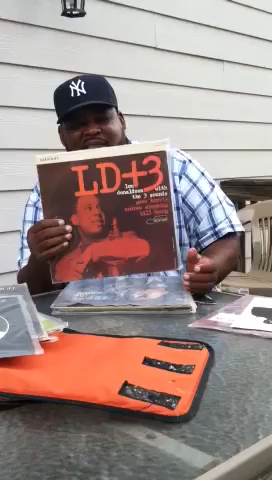 NY
LD+3
lou
donaldson with
the 3 sounds
gene harris
andrew simpkins
bill dowdy